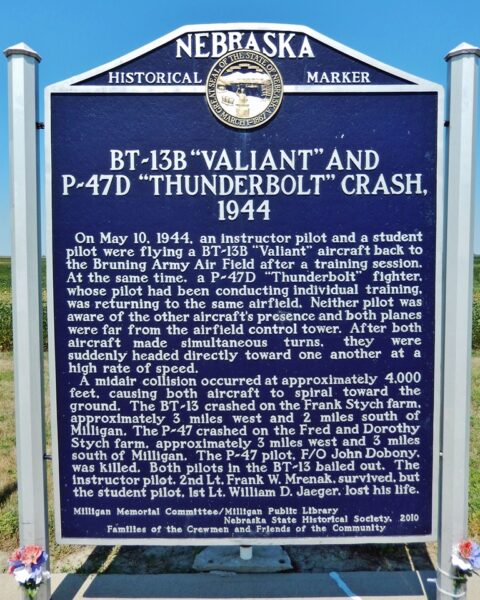 NEBRASKA
HISTORICAL MARKER
GREAT SEAL OF THE STATE OF NEBRASKA
MARCH 1ST 1867
BT-13B "VALIANT" AND
P-47D "THUNDERBOLT" CRASH,
1944
On May 10, 1944, an instructor pilot and a student
pilot were flying a BT-13B "Valiant" aircraft back to
the Bruning Army Air Field after a training session.
At the same time, a P-47D "Thunderbolt" fighter,
whose pilot had been conducting individual training,
was returning to the same airfield. Neither pilot was
aware of the other aircraft's presence and both planes
were far from the airfield control tower. After both
aircraft made simultaneous turns, they were
suddenly headed directly toward one another at a
high rate of speed.
A midair collision occurred at approximately 4,000
feet, causing both aircraft to spiral toward the
ground. The BT-13 crashed on the Frank Stych farm,
approximately 3 miles west and 2 miles south of
Milligan. The P-47 crashed on the Fred and Dorothy
Stych farm, approximately 3 miles west and 3 miles
south of Milligan. The P-47 pilot, F/O John Dobony,
was killed. Both pilots in the BT-13 bailed out. The
instructor pilot, 2nd Lt. Frank W. Mrenak, survived, but
the student pilot, 1st Lt. William D. Jaeger, lost his life.
Milligan Memorial Committee/Milligan Public Library
Nebraska State Historical Society, 2010
Families of the Crewmen and Friends of the Community